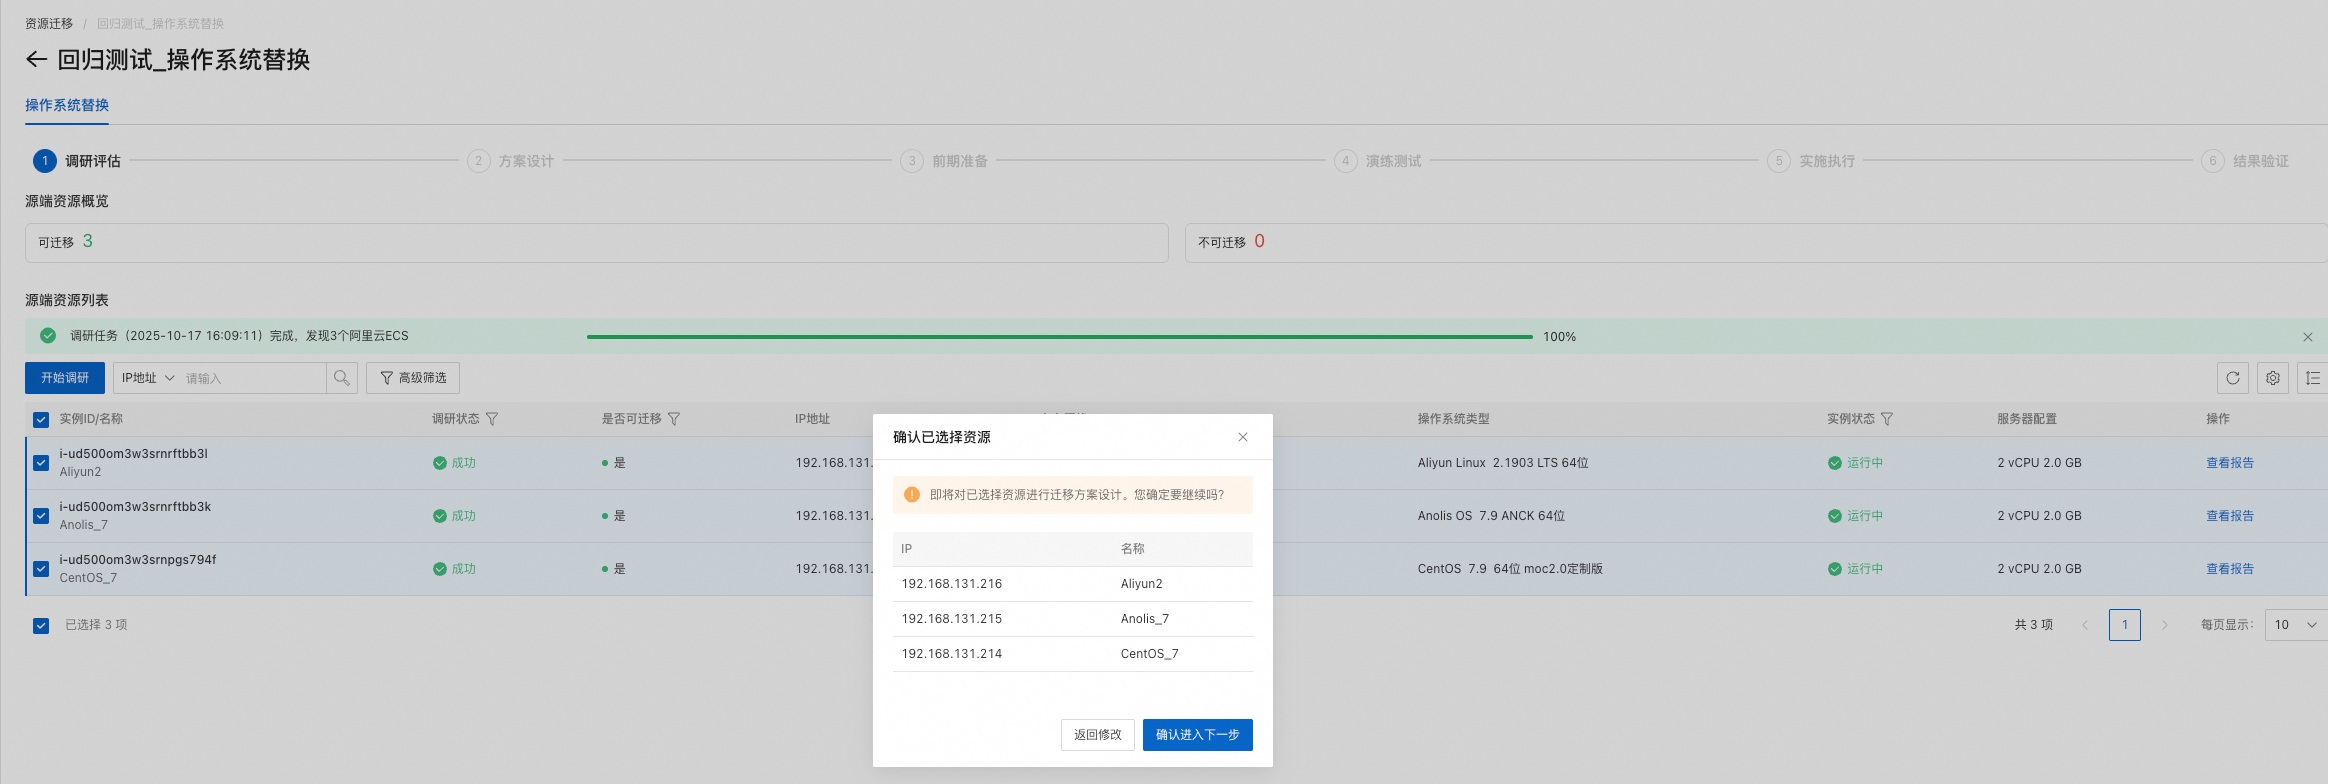 资源迁移 / 回归测试_操作系统替换
回归测试_操作系统替换
操作系统替换
1 调研评估 2 方案设计 3 前期准备 4 演练测试 5 实施执行 6 结果验证
源端资源概览
可迁移 3 不可迁移 0
源端资源列表
调研任务（2025-10-17 16:09:11）完成，发现3个阿里云ECS 100%
开始调研 IP地址 请输入 高级筛选
实例ID/名称 调研状态 是否可迁移 IP地址 操作系统类型 实例状态 服务器配置 操作
i-ud500om3w3srnrftbb3l
Aliyun2
成功 是 192.168.131. Aliyun Linux 2.1903 LTS 64位 运行中 2 vCPU 2.0 GB 查看报告
i-ud500om3w3srnrftbb3k
Anolis_7
成功 是 192.168.131. Anolis OS 7.9 ANCK 64位 运行中 2 vCPU 2.0 GB 查看报告
i-ud500om3w3srnpgs794f
CentOS_7
成功 是 192.168.131. CentOS 7.9 64位 moc2.0定制版 运行中 2 vCPU 2.0 GB 查看报告
已选择 3 项 共 3 项 1 每页显示： 10
确认已选择资源
即将对已选择资源进行迁移方案设计。您确定要继续吗?
IP 名称
192.168.131.216 Aliyun2
192.168.131.215 Anolis_7
192.168.131.214 CentOS_7
返回修改 确认进入下一步